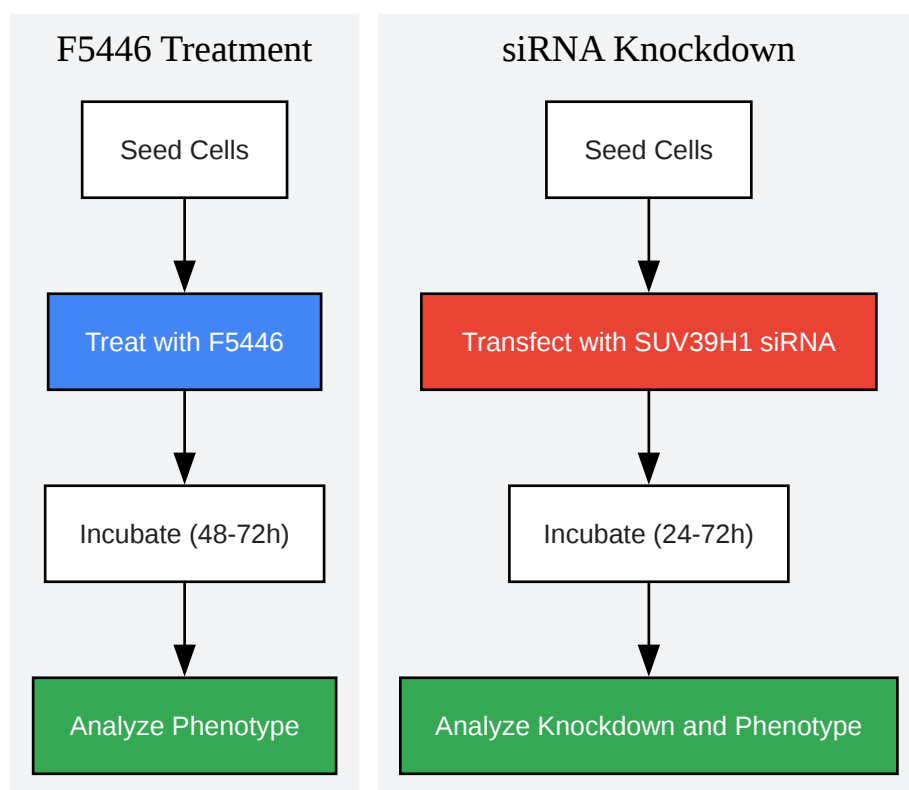 F5446 Treatment
Seed Cells
Treat with F5446
Incubate (48-72h)
Analyze Phenotype
siRNA Knockdown
Seed Cells
Transfect with SUV39H1 siRNA
Incubate (24-72h)
Analyze Knockdown and Phenotype